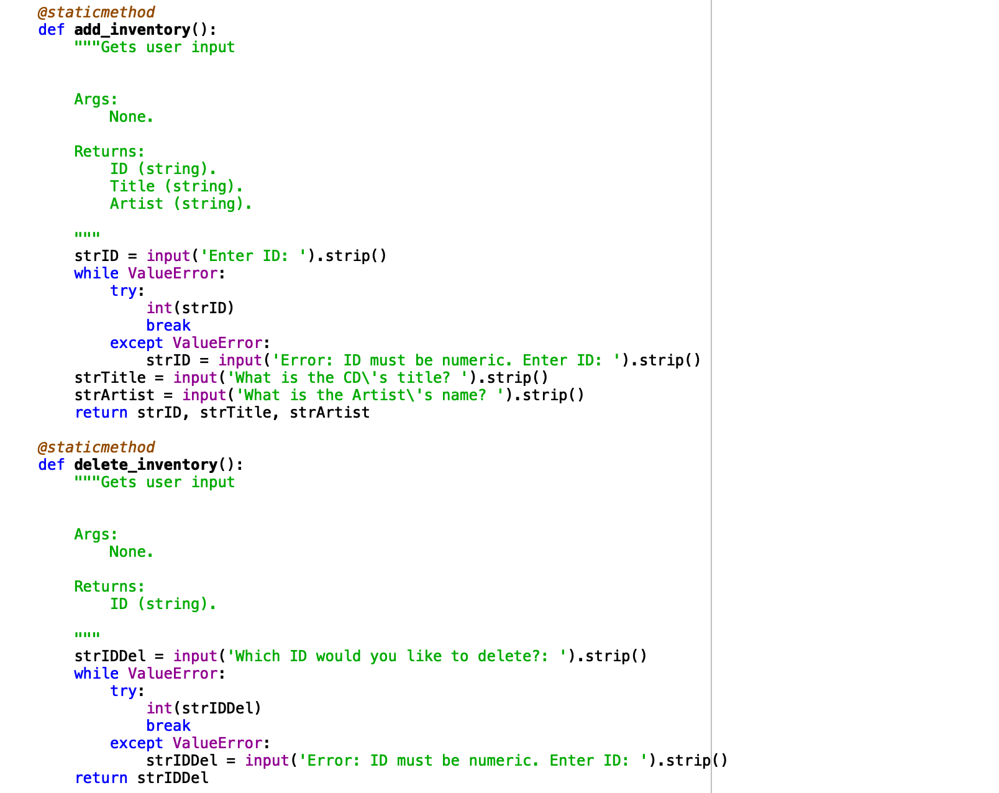 @staticmethod
def add_inventory():
    """Gets user input


    Args:
        None.

    Returns:
        ID (string).
        Title (string).
        Artist (string).

    """
    strID = input('Enter ID: ').strip()
    while ValueError:
        try:
            int(strID)
            break
        except ValueError:
            strID = input('Error: ID must be numeric. Enter ID: ').strip()
    strTitle = input('What is the CD\'s title? ').strip()
    strArtist = input('What is the Artist\'s name? ').strip()
    return strID, strTitle, strArtist

@staticmethod
def delete_inventory():
    """Gets user input


    Args:
        None.

    Returns:
        ID (string).

    """
    strIDDel = input('Which ID would you like to delete?: ').strip()
    while ValueError:
        try:
            int(strIDDel)
            break
        except ValueError:
            strIDDel = input('Error: ID must be numeric. Enter ID: ').strip()
    return strIDDel